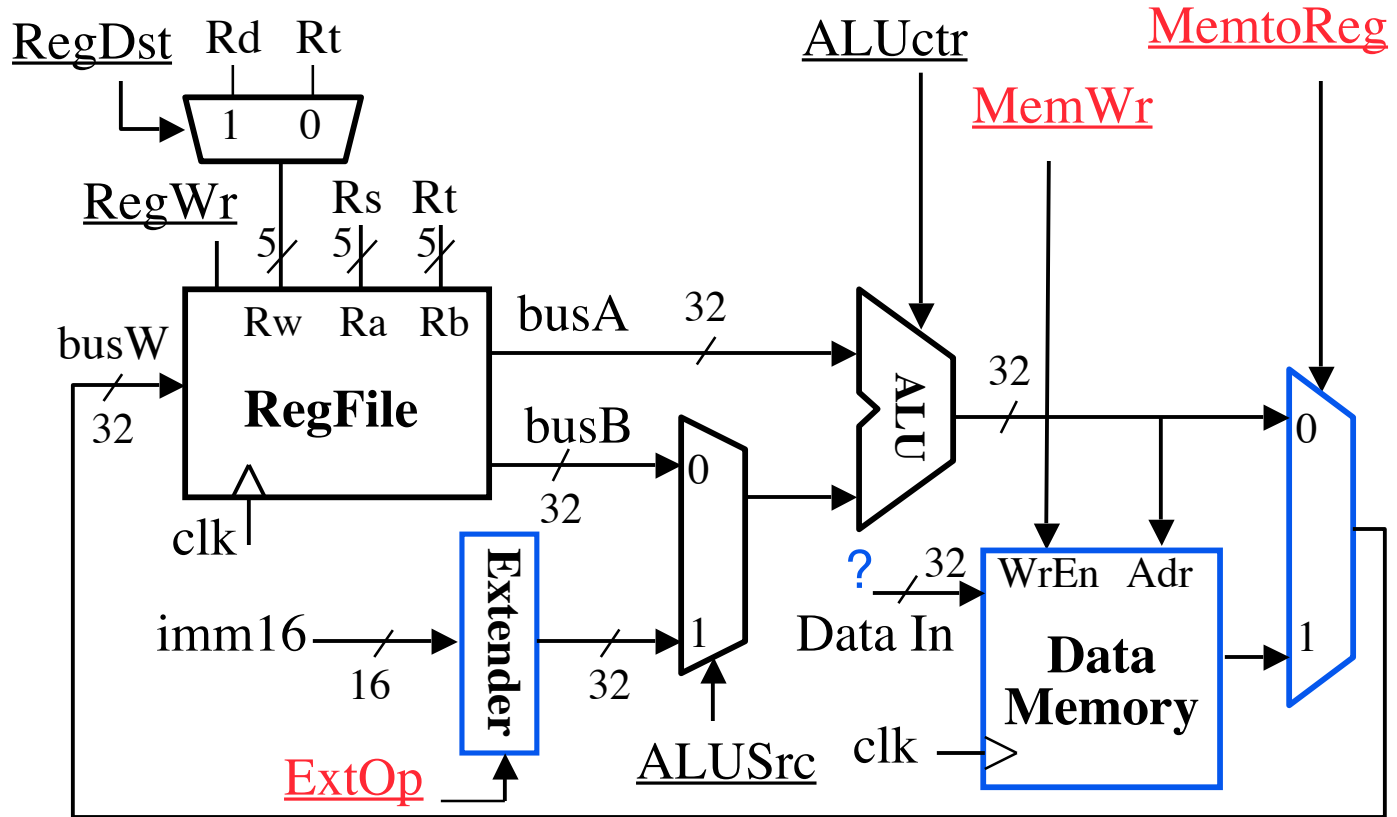 RegDst
Rd Rt
ALUctr
MemtoReg
MemWr
1 0
RegWr
Rs Rt
5 5 5
busW
32
Rw Ra Rb
RegFile
clk
busA
32
busB
32
ALU
32
0
1
imm16
16
Extender
32
ExtOp
ALUSrc
?
32
Data In
WrEn Adr
Data
Memory
clk
0
1